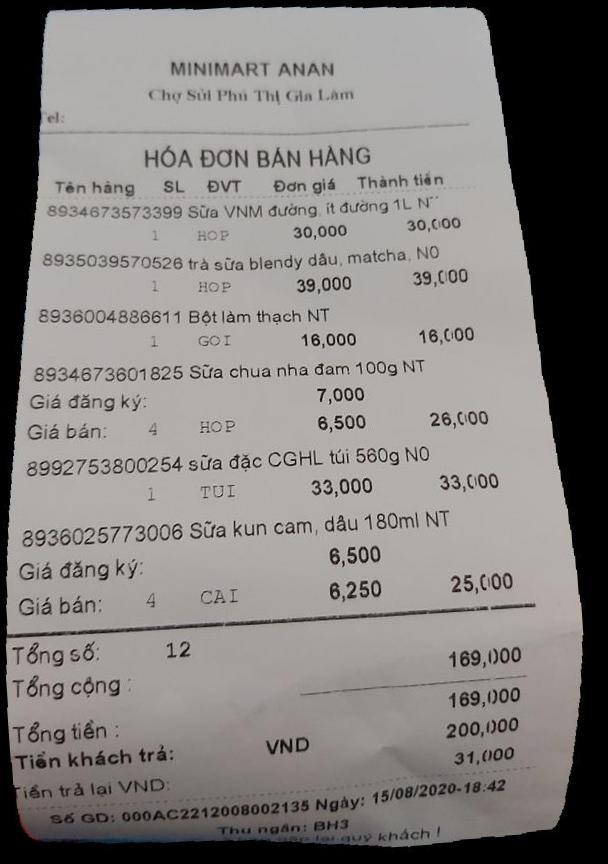 MINIMART ANAN
Chợ Sủi Phú Thị Gia Lâm
Tel:
HÓA ĐƠN BÁN HÀNG
Tên hàng SL ĐVT Đơn giá Thành tiền
8934673573399 Sữa VNM đường, ít đường 1L
1 HOP 30,000 30,000
8935039570526 trà sữa blendy dâu, matcha, N0
1 HOP 39,000 39,000
8936004886611 Bột làm thạch NT
1 GOI 16,000 16,000
8934673601825 Sữa chua nha đam 100g NT
Giá đăng ký: 7,000
Giá bán: 4 HOP 6,500 26,000
8992753800254 sữa đặc CGHL túi 560g N0
1 TUI 33,000 33,000
8936025773006 Sữa kun cam, dâu 180ml NT
Giá đăng ký: 6,500
Giá bán: 4 CAI 6,250 25,000
Tổng số: 12
Tổng cộng : 169,000
Tổng tiền : 169,000
Tiền khách trả: VND 200,000
Tiền trả lại VND: 31,000
Số GD: 000AC2212008002135 Ngày: 15/08/2020-18:42
Thu ngân: BH3
gặp lại quý khách !